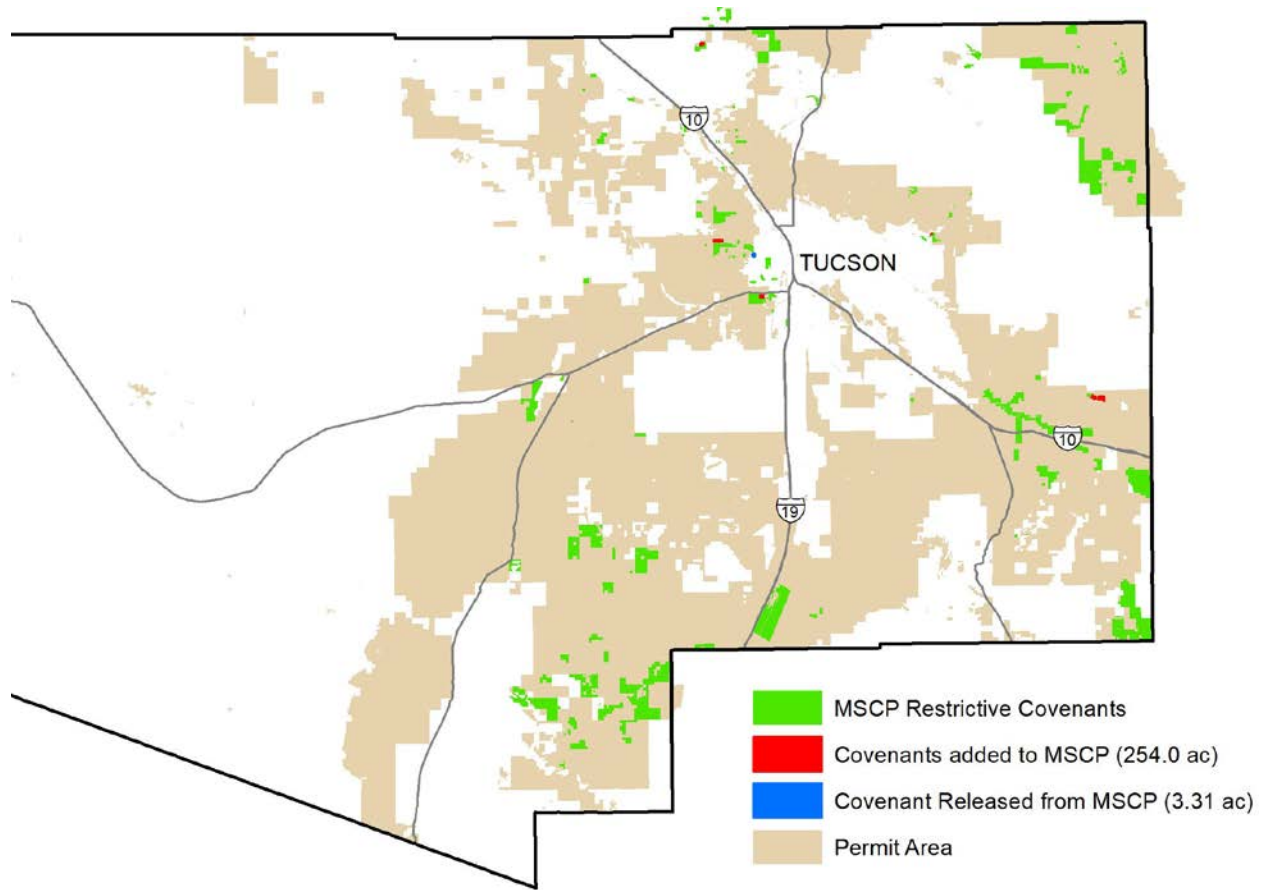 10
TUCSON
10
19
MSCP Restrictive Covenants
Covenants added to MSCP (254.0 ac)
Covenant Released from MSCP (3.31 ac)
Permit Area